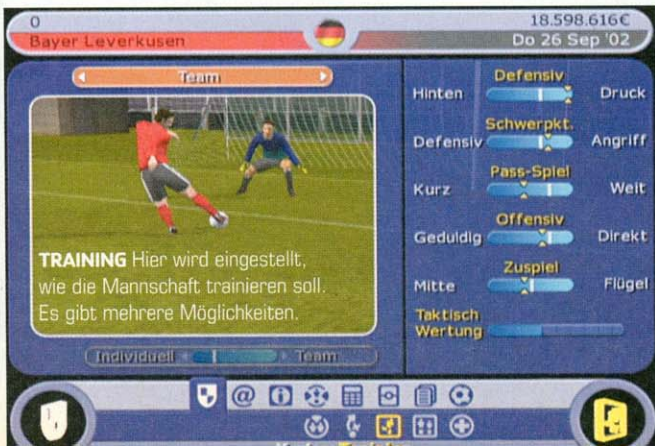 0
18.598.616€
Bayer Leverkusen
Do 26 Sep '02
Team
Defensiv
Hinten
Druck
Schwerpkt.
Defensiv
Angriff
Pass-Spiel
Kurz
Weit
Offensiv
Geduldig
Direkt
Zuspiel
Mitte
Flügel
Taktisch
Wertung
TRAINING Hier wird eingestellt,
wie die Mannschaft trainieren soll.
Es gibt mehrere Möglichkeiten.
Individuell
Team